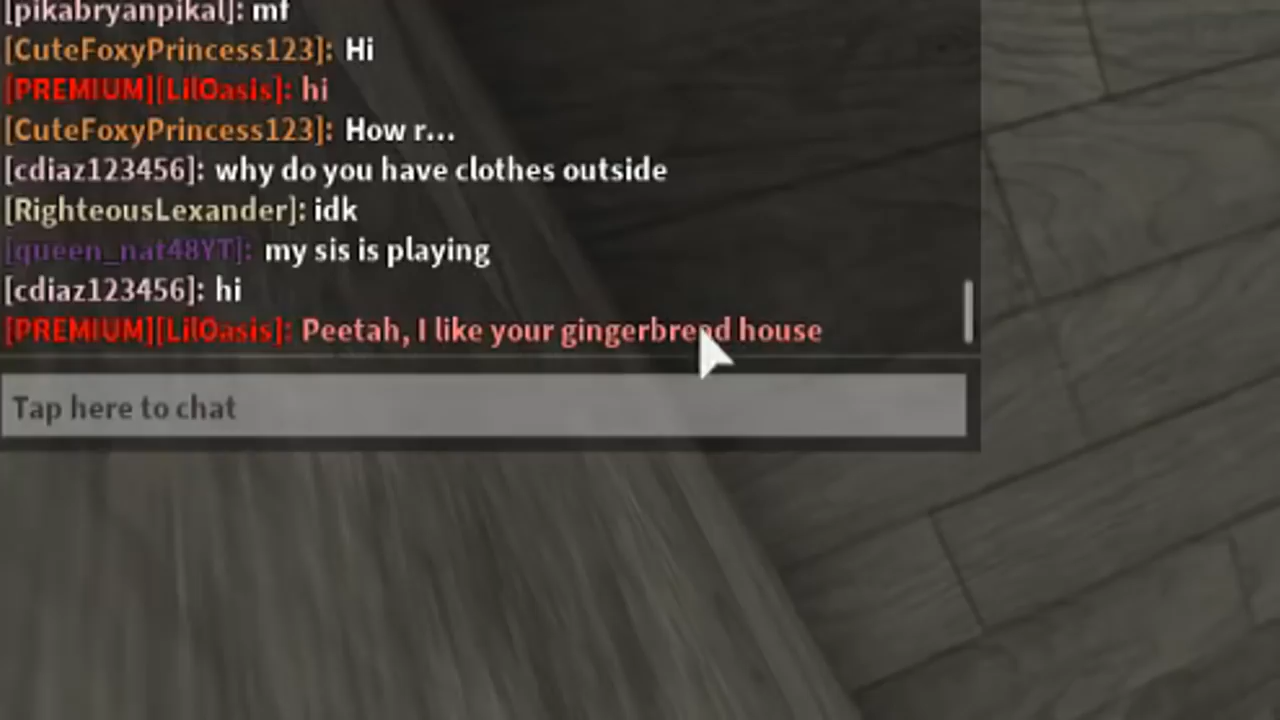 [pikabryanpikal]: mf
[CuteFoxyPrincess123]: Hi
[PREMIUM][LilOasis]: hi
[CuteFoxyPrincess123]: How r...
[cdiaz123456]: why do you have clothes outside
[RighteousLexander]: idk
[queen_nat48YT]: my sis is playing
[cdiaz123456]: hi
[PREMIUM][LilOasis]: Peetah, I like your gingerbread house
Tap here to chat